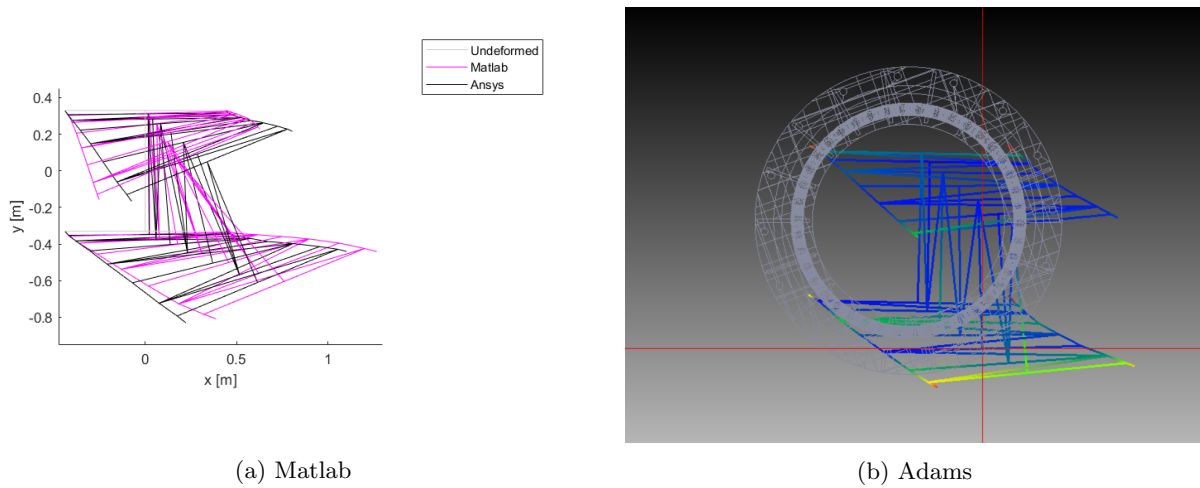 Undeformed
Matlab
Ansys
0.4
0.2
0
-0.2
-0.4
-0.6
-0.8
y [m]
0 0.5 1
x [m]
(a) Matlab
(b) Adams